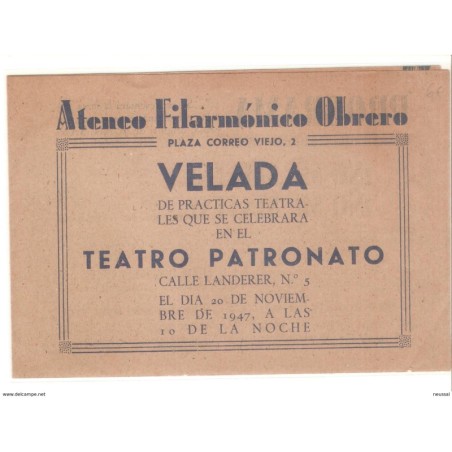 Ateneo Filarmónico Obrero
PLAZA CORREO VIEJO, 2
VELADA
DE PRACTICAS TEATRA-
LES QUE SE CELEBRARA
EN EL
TEATRO PATRONATO
CALLE LANDERER, N.º 5
EL DIA 20 DE NOVIEM-
BRE DE 1947, A LAS
10 DE LA NOCHE
www.delcampe.net
neussal